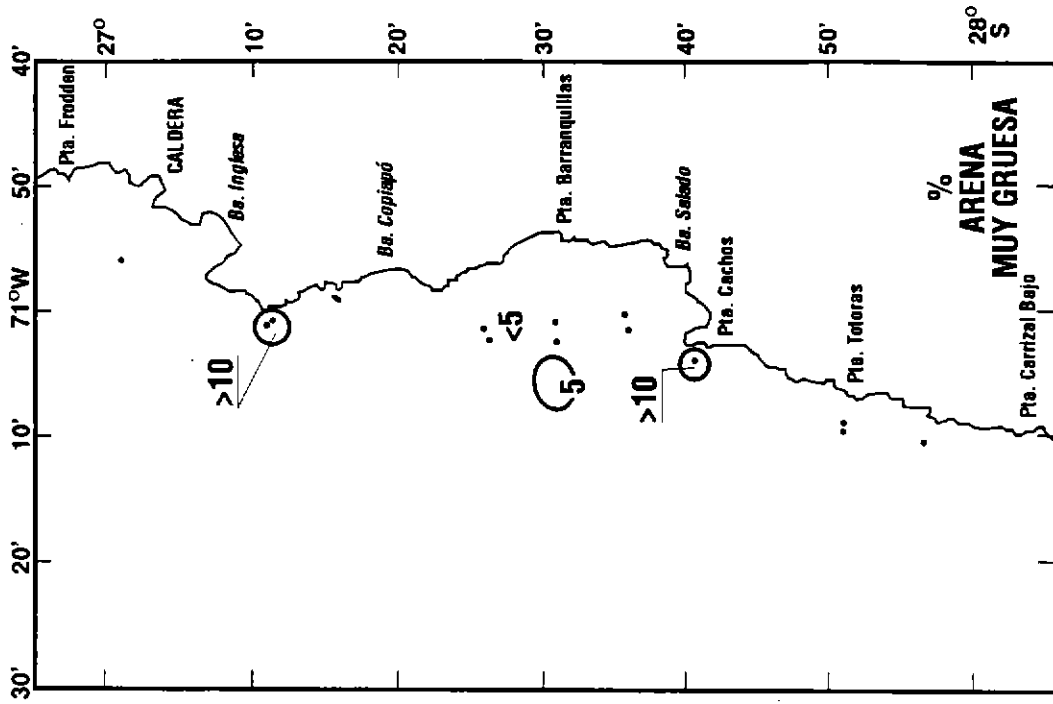 30'
20'
10'
71°W
50'
40'
27°
10'
20'
30'
40'
50'
28°
S
Pta. Frodden
CALDERA
Ba. Inglesa
>10
Ba. Copiapó
<5
5
Pta. Barranquillas
Ba. Salado
>10
Pta. Cachos
Pta. Totoras
Pta. Carrizal Bajo
%
ARENA
MUY GRUESA